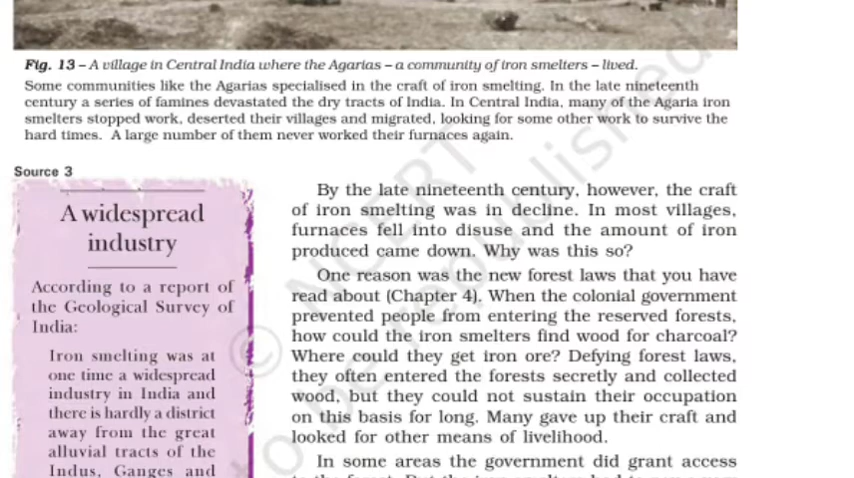 Fig. 13 – A village in Central India where the Agarias – a community of iron smelters – lived.
Some communities like the Agarias specialised in the craft of iron smelting. In the late nineteenth
century a series of famines devastated the dry tracts of India. In Central India, many of the Agaria iron
smelters stopped work, deserted their villages and migrated, looking for some other work to survive the
hard times. A large number of them never worked their furnaces again.
Source 3
A widespread
industry
According to a report of
the Geological Survey of
India:
Iron smelting was at
one time a widespread
industry in India and
there is hardly a district
away from the great
alluvial tracts of the
Indus, Ganges and
By the late nineteenth century, however, the craft
of iron smelting was in decline. In most villages,
furnaces fell into disuse and the amount of iron
produced came down. Why was this so?
One reason was the new forest laws that you have
read about (Chapter 4). When the colonial government
prevented people from entering the reserved forests,
how could the iron smelters find wood for charcoal?
Where could they get iron ore? Defying forest laws,
they often entered the forests secretly and collected
wood, but they could not sustain their occupation
on this basis for long. Many gave up their craft and
looked for other means of livelihood.
In some areas the government did grant access
© NCERT
to be republished